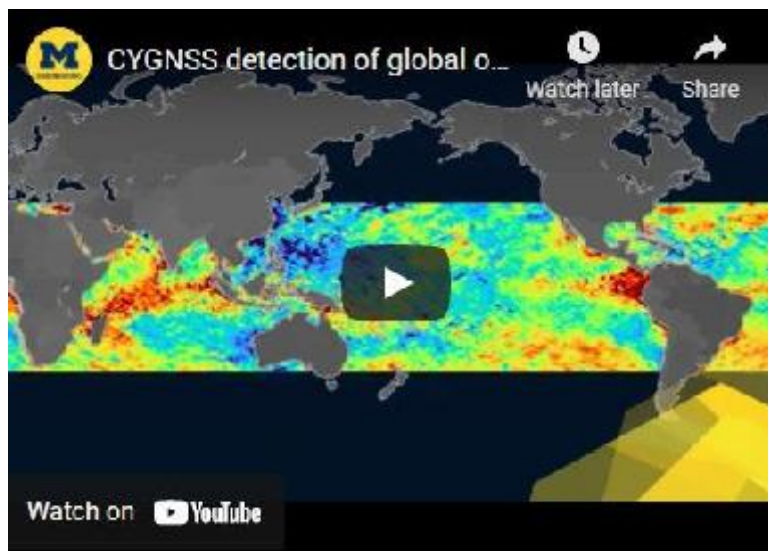 M
CYGNSS detection of global o...
Watch later
Share
Watch on YouTube